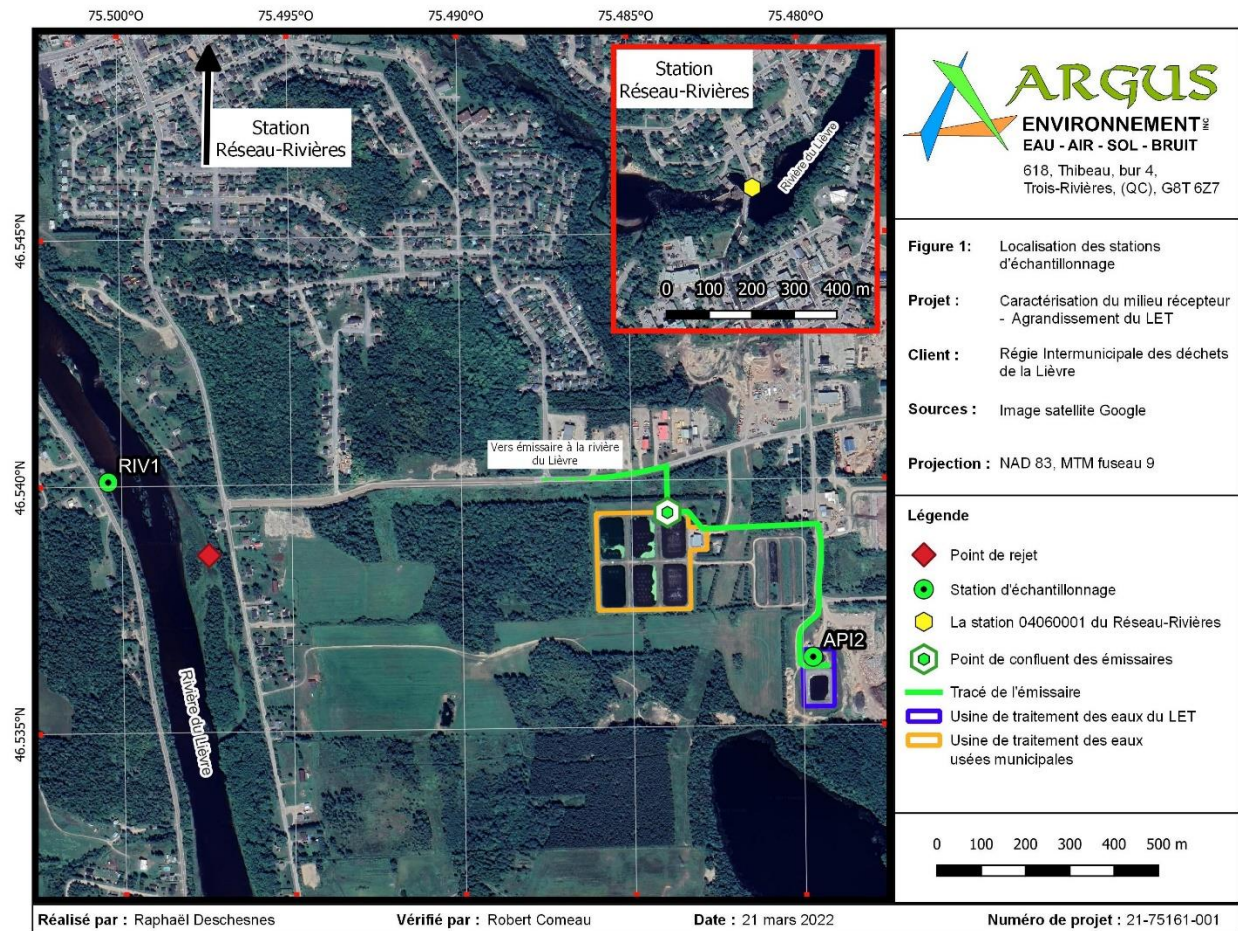 75.500°O 75.495°O 75.490°O 75.485°O 75.480°O
46.545°N
46.540°N
46.535°N
Station
Réseau-Rivières
Station
Réseau-Rivières
Rivière du Lièvre
0 100 200 300 400 m
Vers émissaire à la rivière
du Lièvre
RIV1
API2
Rivière du Lièvre
ARGUS
ENVIRONNEMENT INC
EAU - AIR - SOL - BRUIT
618, Thibeau, bur 4,
Trois-Rivières, (QC), G8T 6Z7
Figure 1: Localisation des stations
d'échantillonnage
Projet : Caractérisation du milieu récepteur
- Agrandissement du LET
Client : Régie Intermunicipale des déchets
de la Lièvre
Sources : Image satellite Google
Projection : NAD 83, MTM fuseau 9
Légende
Point de rejet
Station d'échantillonnage
La station 04060001 du Réseau-Rivières
Point de confluent des émissaires
Tracé de l'émissaire
Usine de traitement des eaux du LET
Usine de traitement des eaux
usées municipales
0 100 200 300 400 500 m
Réalisé par : Raphaël Deschesnes Vérifié par : Robert Comeau Date : 21 mars 2022 Numéro de projet : 21-75161-001